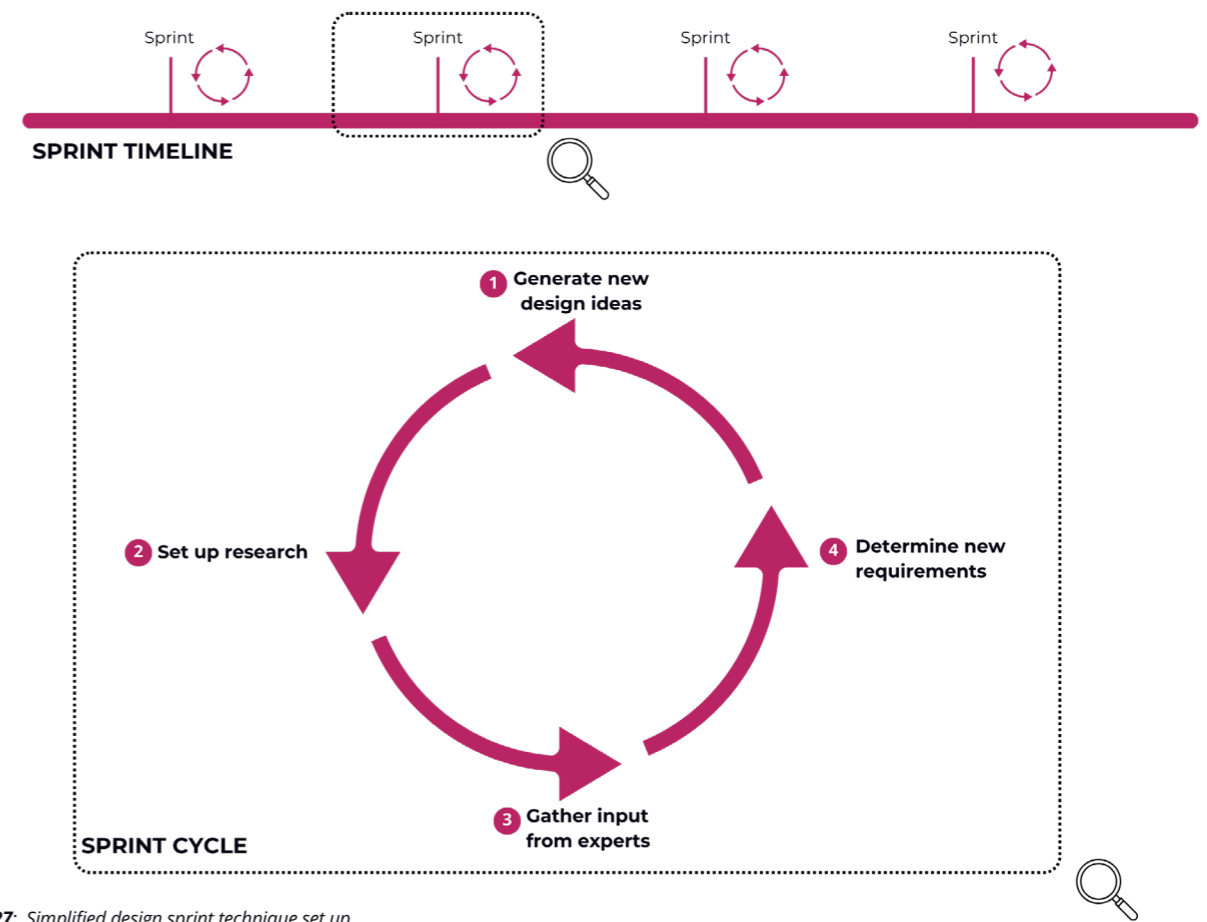 Sprint
Sprint
Sprint
Sprint
SPRINT TIMELINE
1 Generate new
design ideas
2 Set up research
4 Determine new
requirements
3 Gather input
from experts
SPRINT CYCLE
27: Simplified design sprint technique set up